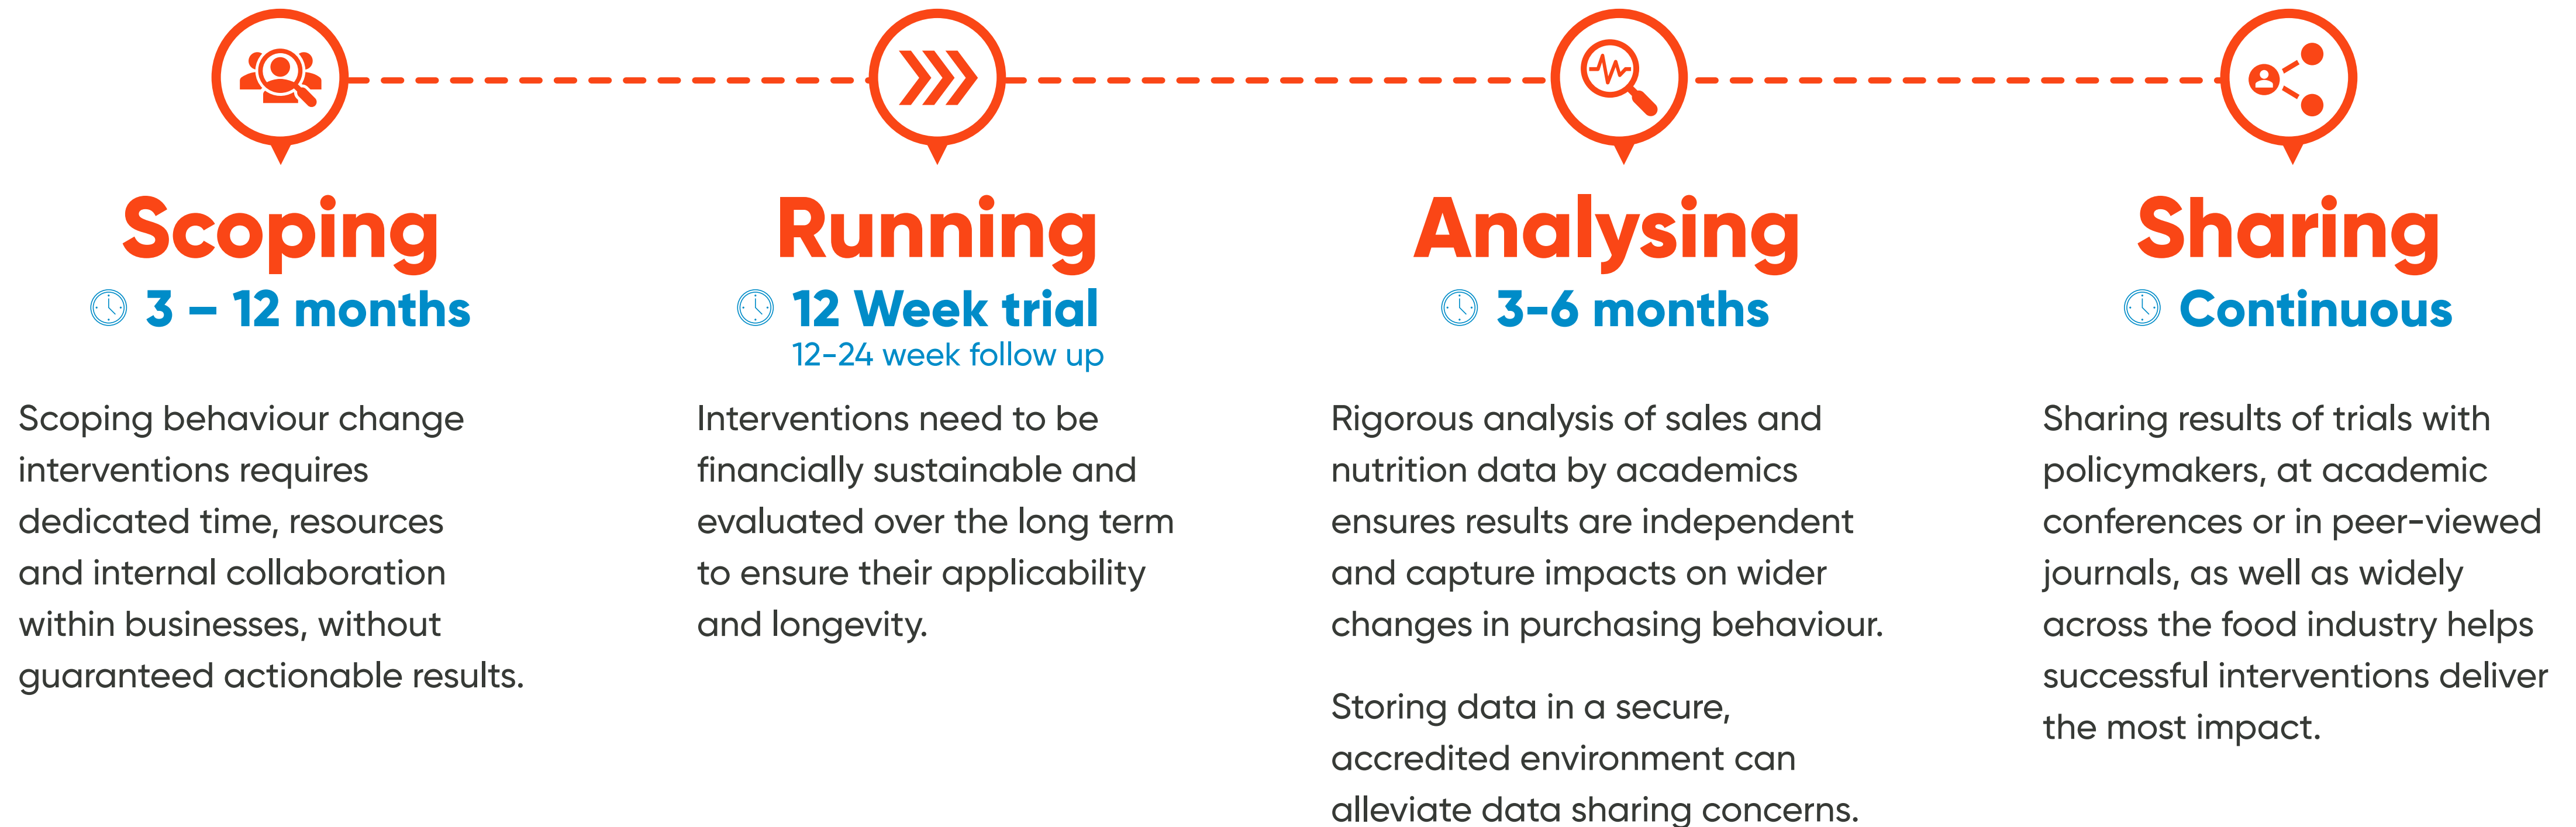 Scoping
3 – 12 months
Scoping behaviour change
interventions requires
dedicated time, resources
and internal collaboration
within businesses, without
guaranteed actionable results.
Running
12 Week trial
12-24 week follow up
Interventions need to be
financially sustainable and
evaluated over the long term
to ensure their applicability
and longevity.
Analysing
3-6 months
Rigorous analysis of sales and
nutrition data by academics
ensures results are independent
and capture impacts on wider
changes in purchasing behaviour.
Storing data in a secure,
accredited environment can
alleviate data sharing concerns.
Sharing
Continuous
Sharing results of trials with
policymakers, at academic
conferences or in peer-viewed
journals, as well as widely
across the food industry helps
successful interventions deliver
the most impact.